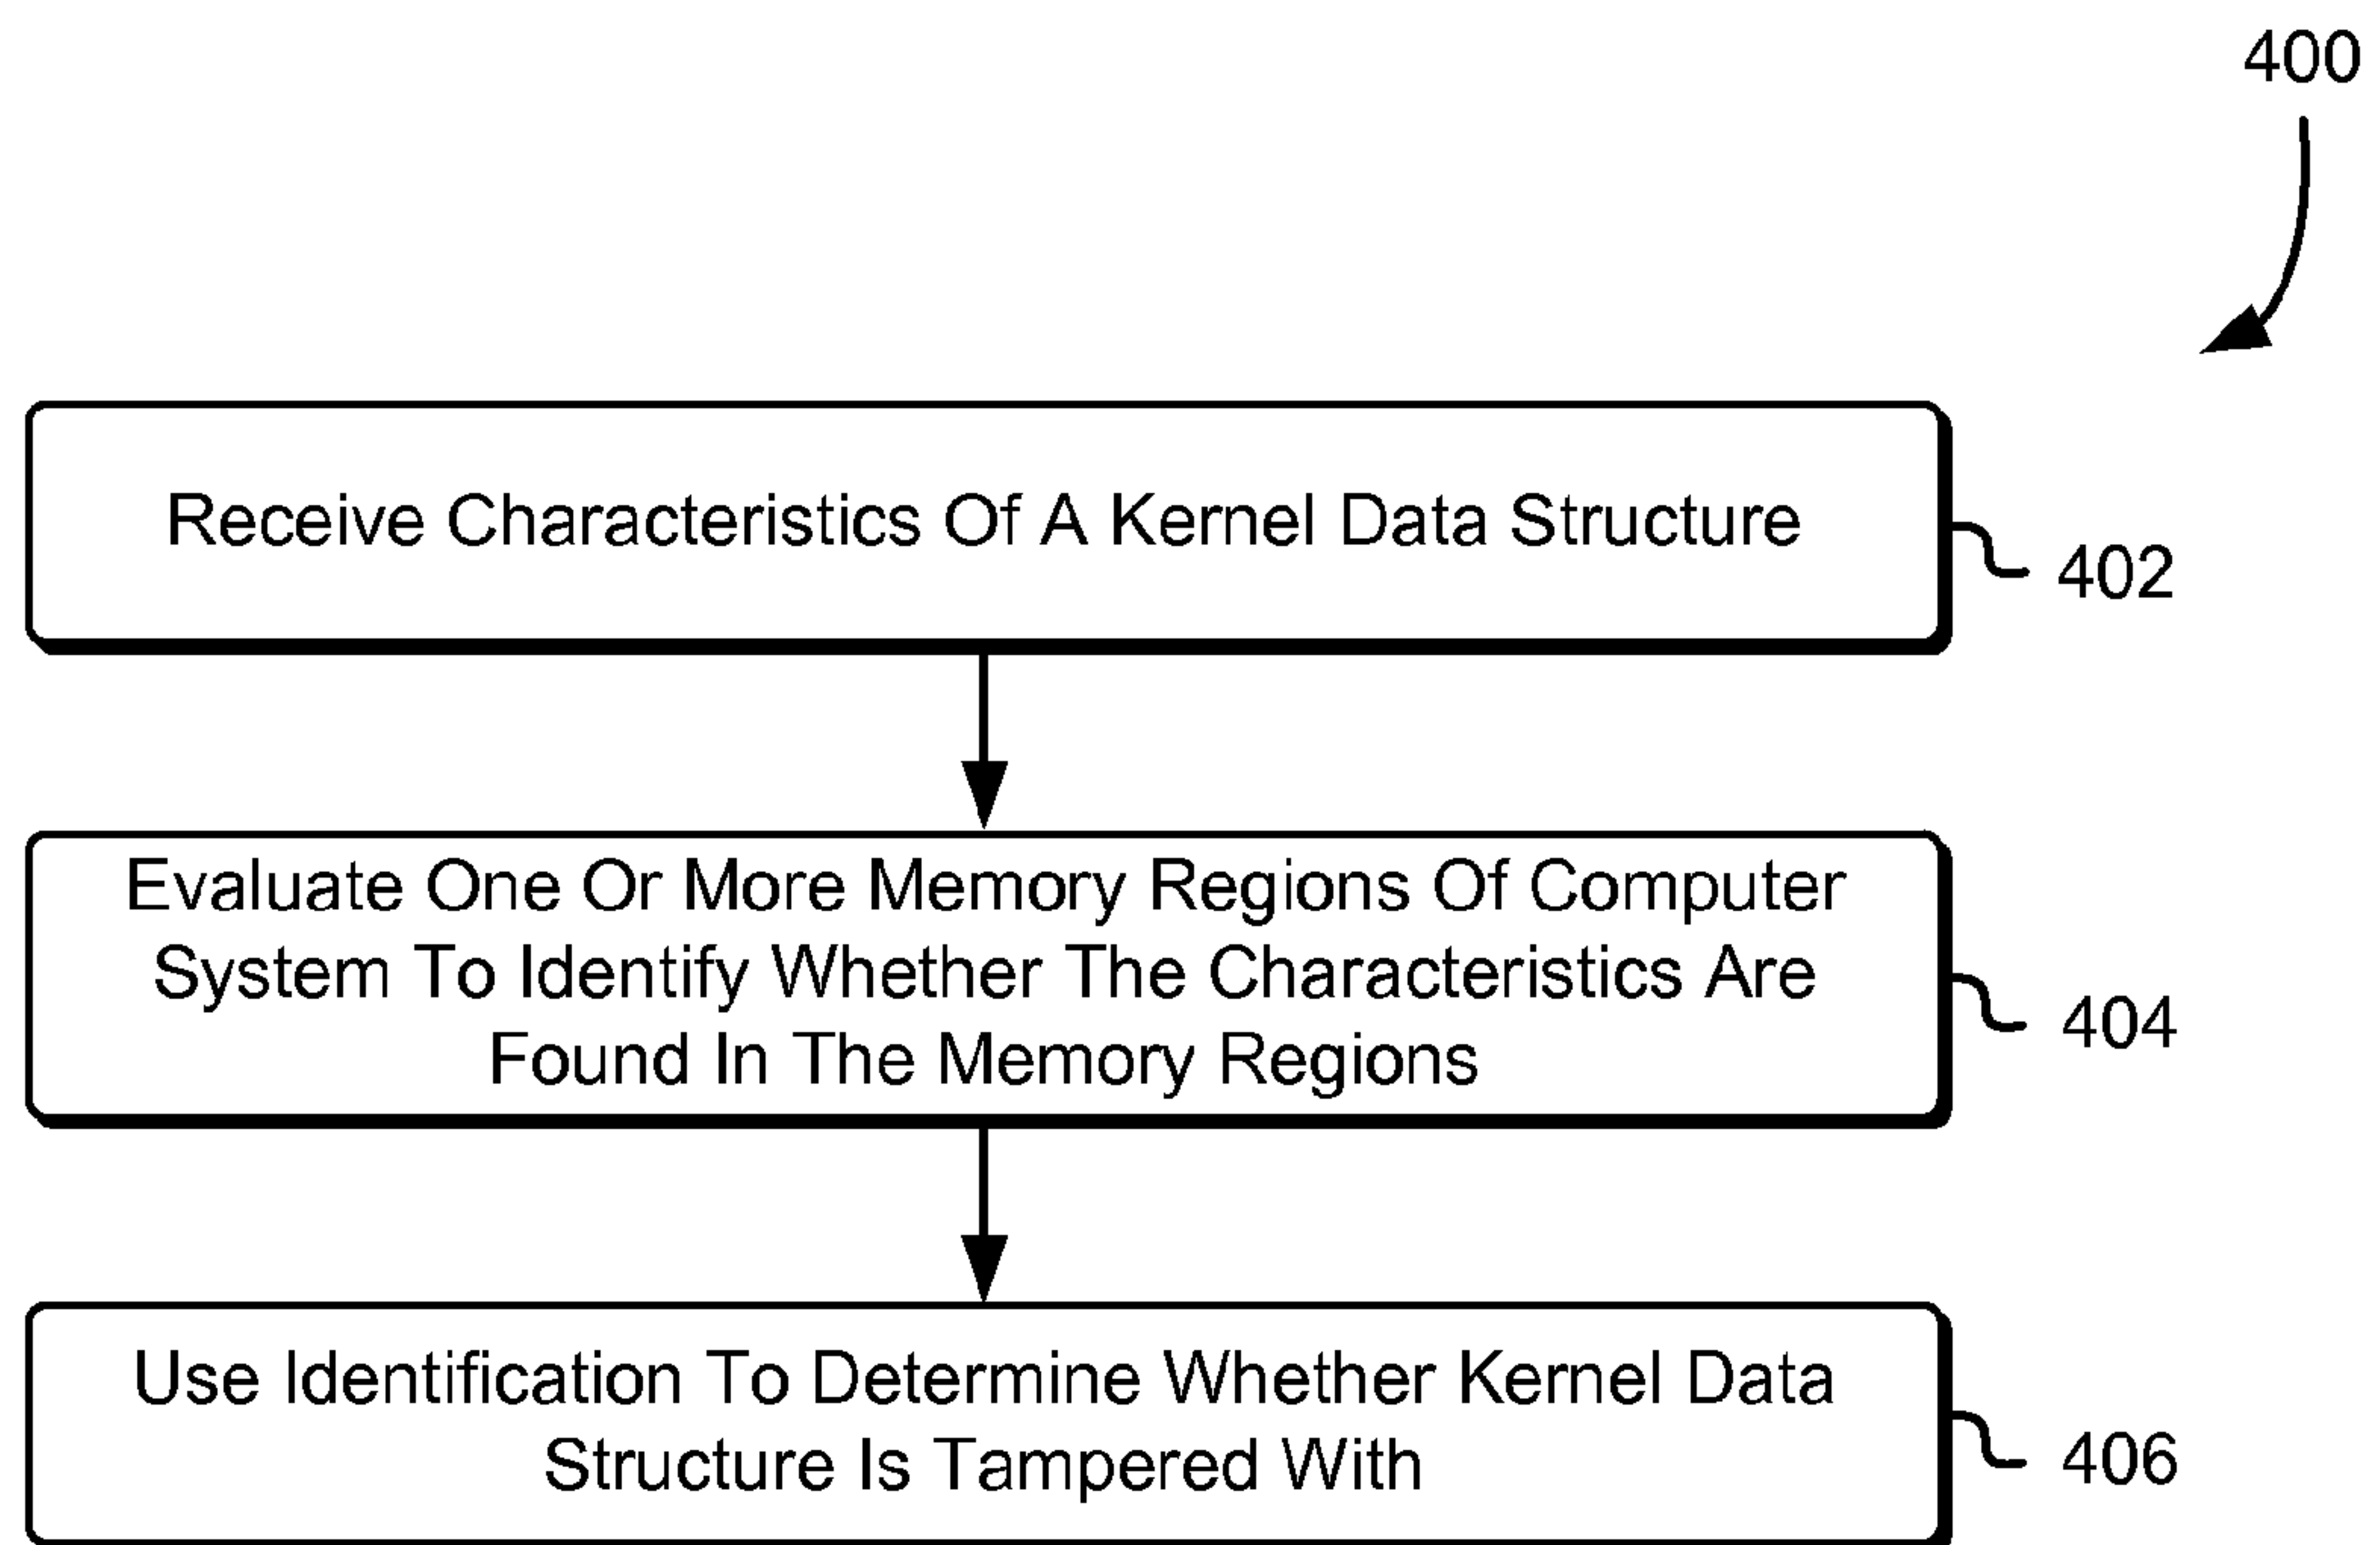 400
Receive Characteristics Of A Kernel Data Structure
402
Evaluate One Or More Memory Regions Of Computer
System To Identify Whether The Characteristics Are
Found In The Memory Regions
404
Use Identification To Determine Whether Kernel Data
Structure Is Tampered With
406